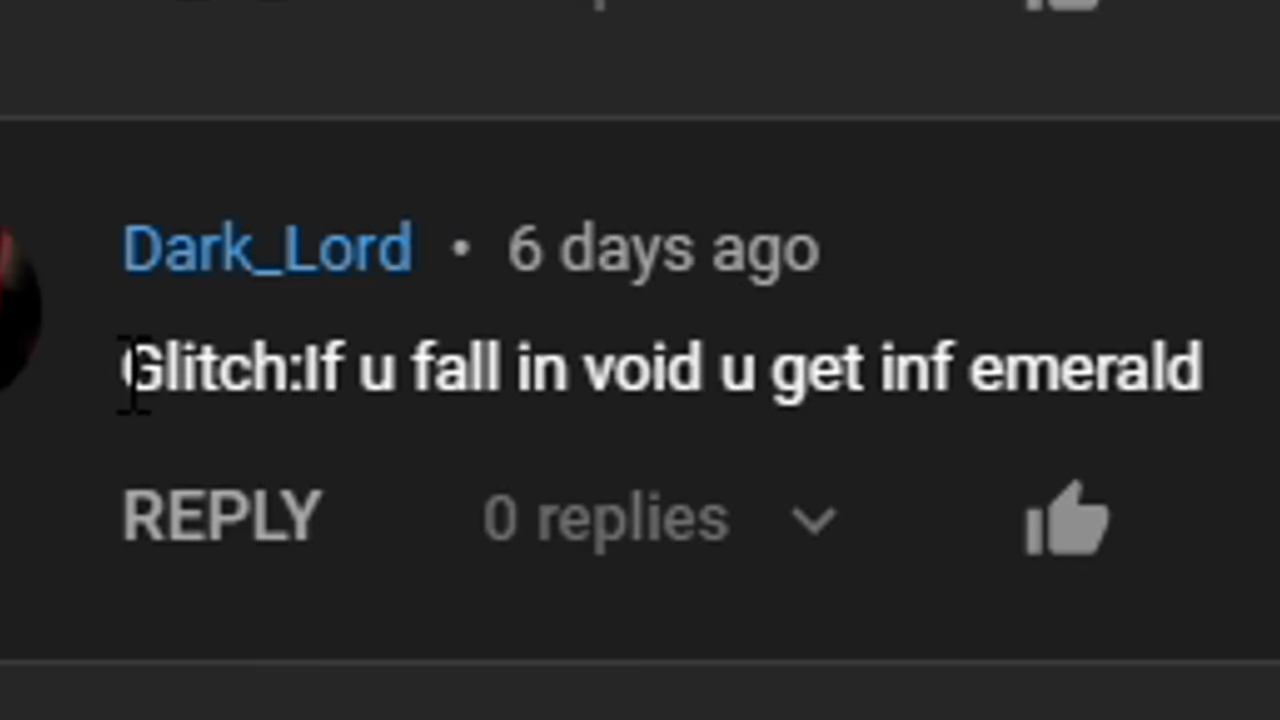 Dark_Lord • 6 days ago
Glitch:If u fall in void u get inf emerald
REPLY 0 replies